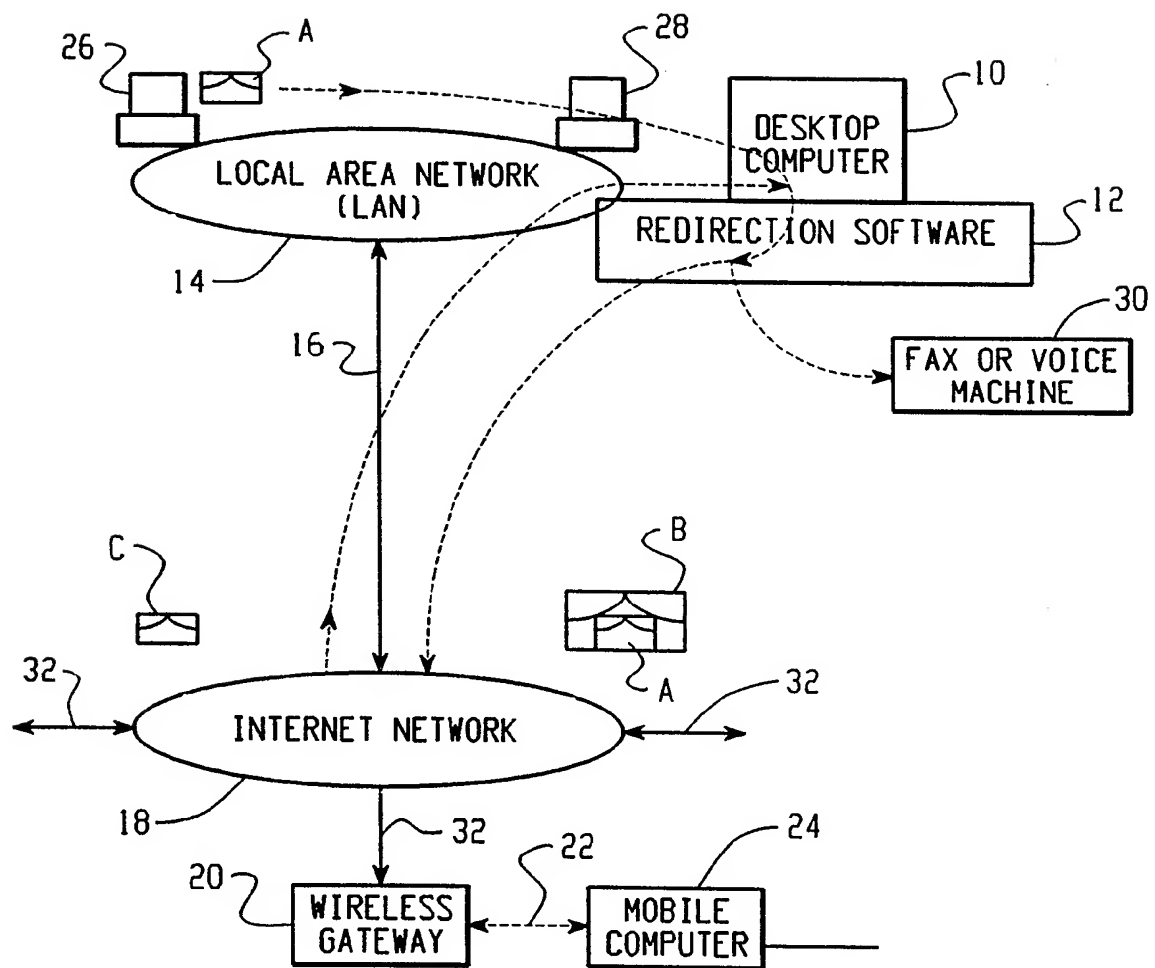 26
A
28
10
DESKTOP
COMPUTER
LOCAL AREA NETWORK
(LAN)
12
REDIRECTION SOFTWARE
14
30
16
FAX OR VOICE
MACHINE
C
B
A
32
32
INTERNET NETWORK
18
32
24
22
20
WIRELESS
GATEWAY
MOBILE
COMPUTER